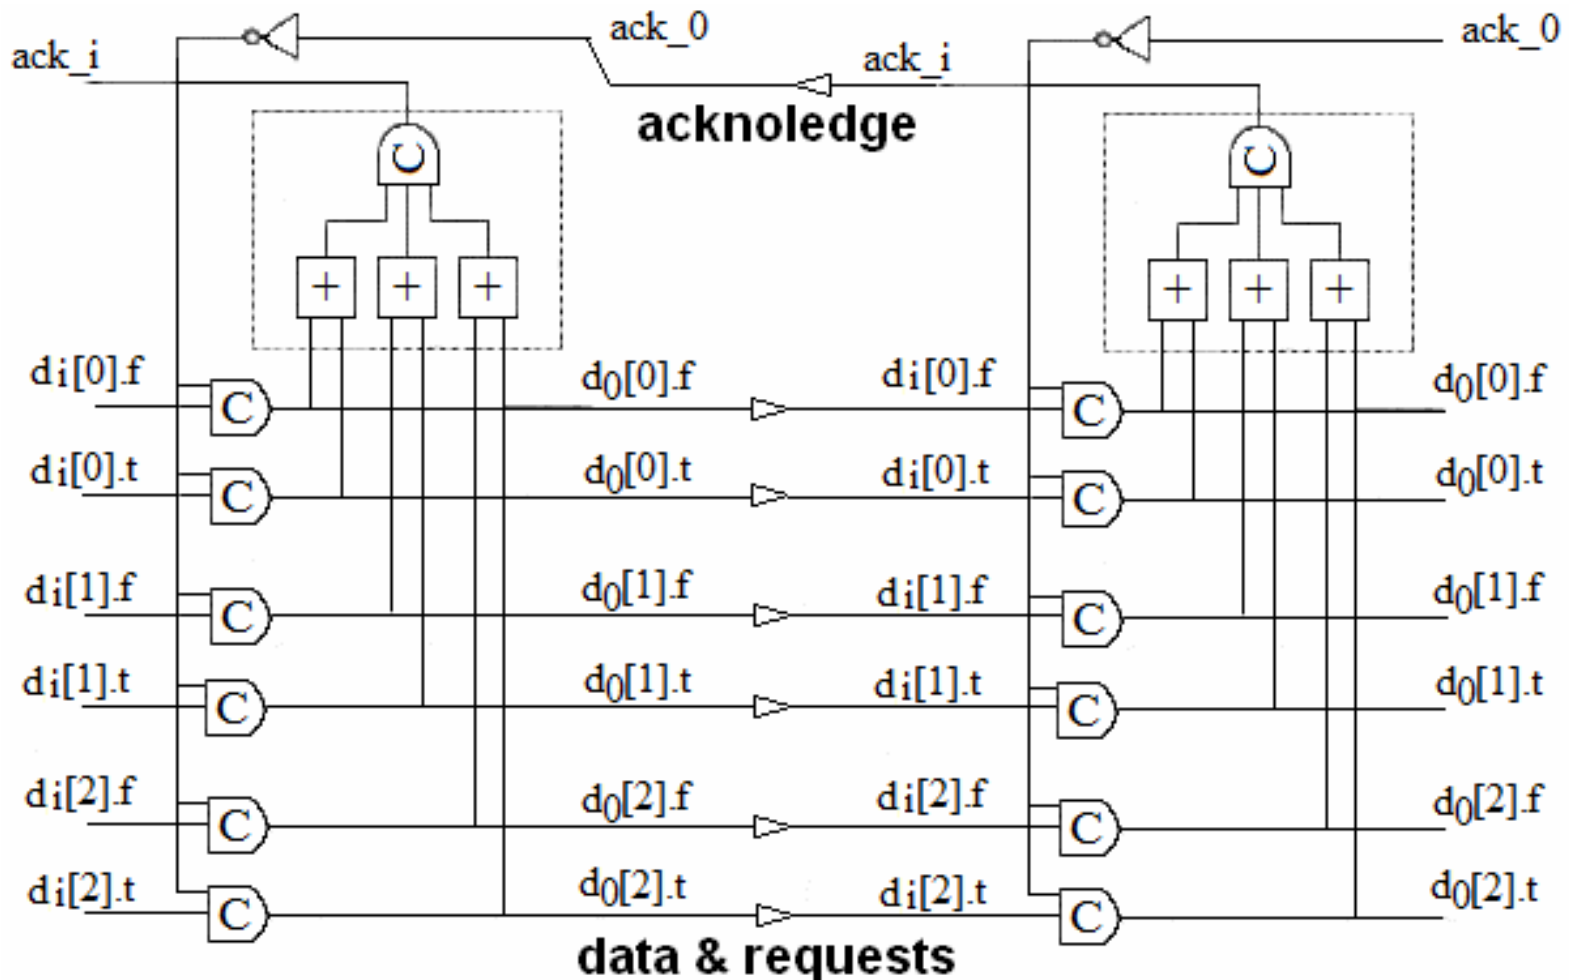 ack_0
ack_0
ack_i
ack_i
acknoledge
C
C
+ + +
+ + +
di[0].f
d0[0].f
di[0].f
d0[0].f
C
C
di[0].t
d0[0].t
di[0].t
d0[0].t
C
C
di[1].f
d0[1].f
di[1].f
d0[1].f
C
C
di[1].t
d0[1].t
di[1].t
d0[1].t
C
C
di[2].f
d0[2].f
di[2].f
d0[2].f
C
C
di[2].t
d0[2].t
di[2].t
d0[2].t
C
C
data & requests